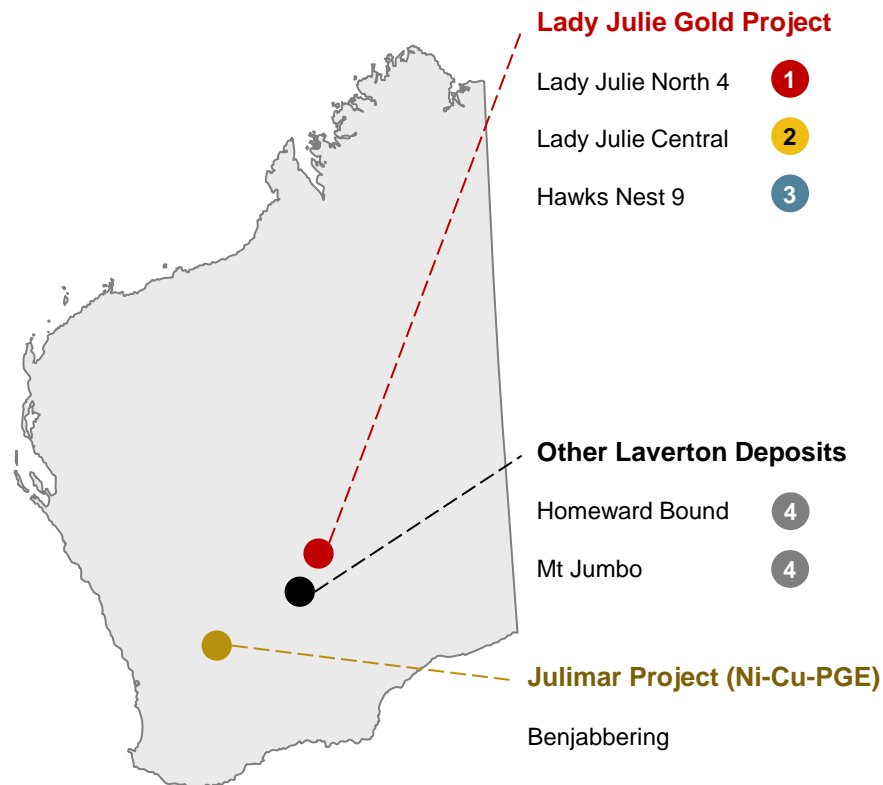 Lady Julie Gold Project
Lady Julie North 4 1
Lady Julie Central 2
Hawks Nest 9 3
Other Laverton Deposits
Homeward Bound 4
Mt Jumbo 4
Julimar Project (Ni-Cu-PGE)
Benjabbering